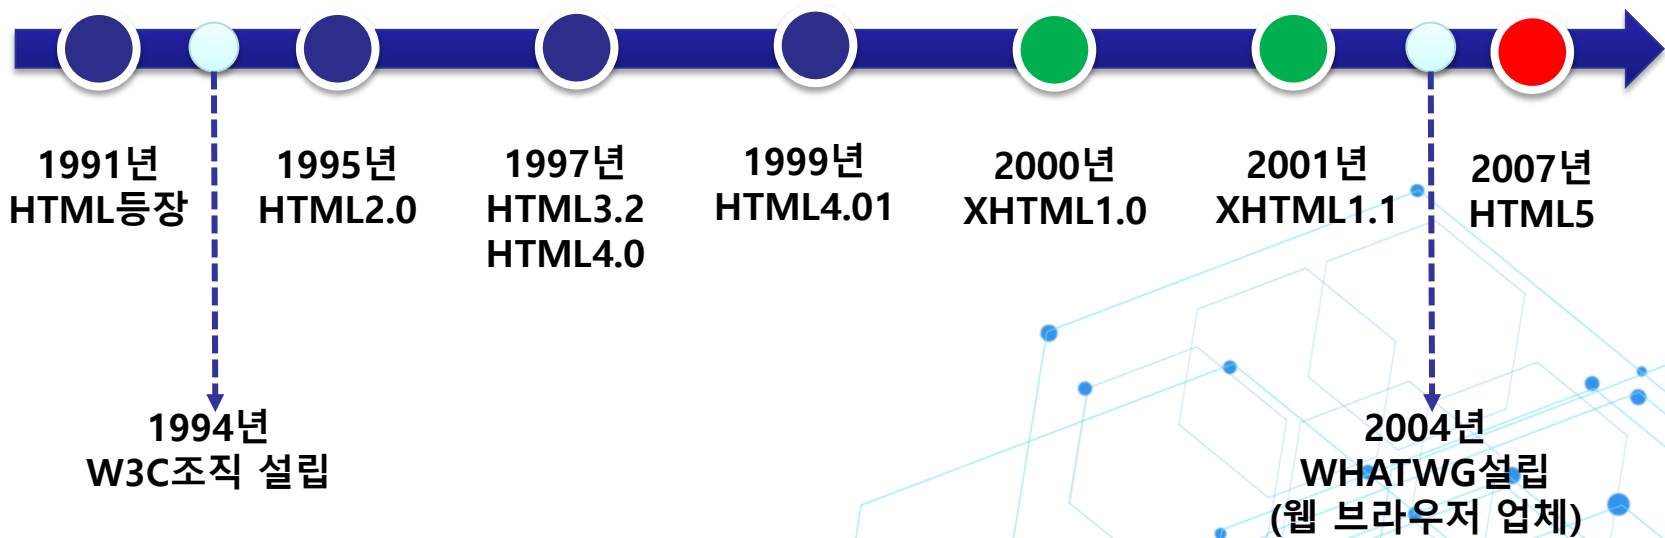 1991년
HTML등장
1995년
HTML2.0
1997년
HTML3.2
HTML4.0
1999년
HTML4.01
2000년
XHTML1.0
2001년
XHTML1.1
2007년
HTML5
1994년
W3C조직 설립
2004년
WHATWG설립
(웹 브라우저 업체)